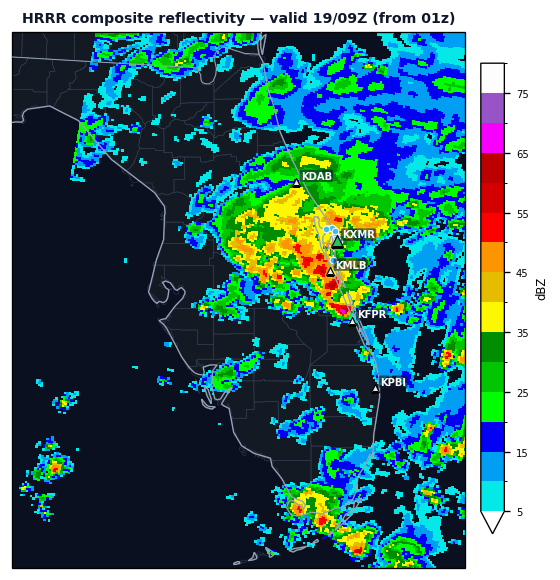 HRRR composite reflectivity — valid 19/09Z (from 01z)
KDAB
KXMR
KMLB
KFPR
KPBI
75
65
55
45
35
25
15
5
dBZ